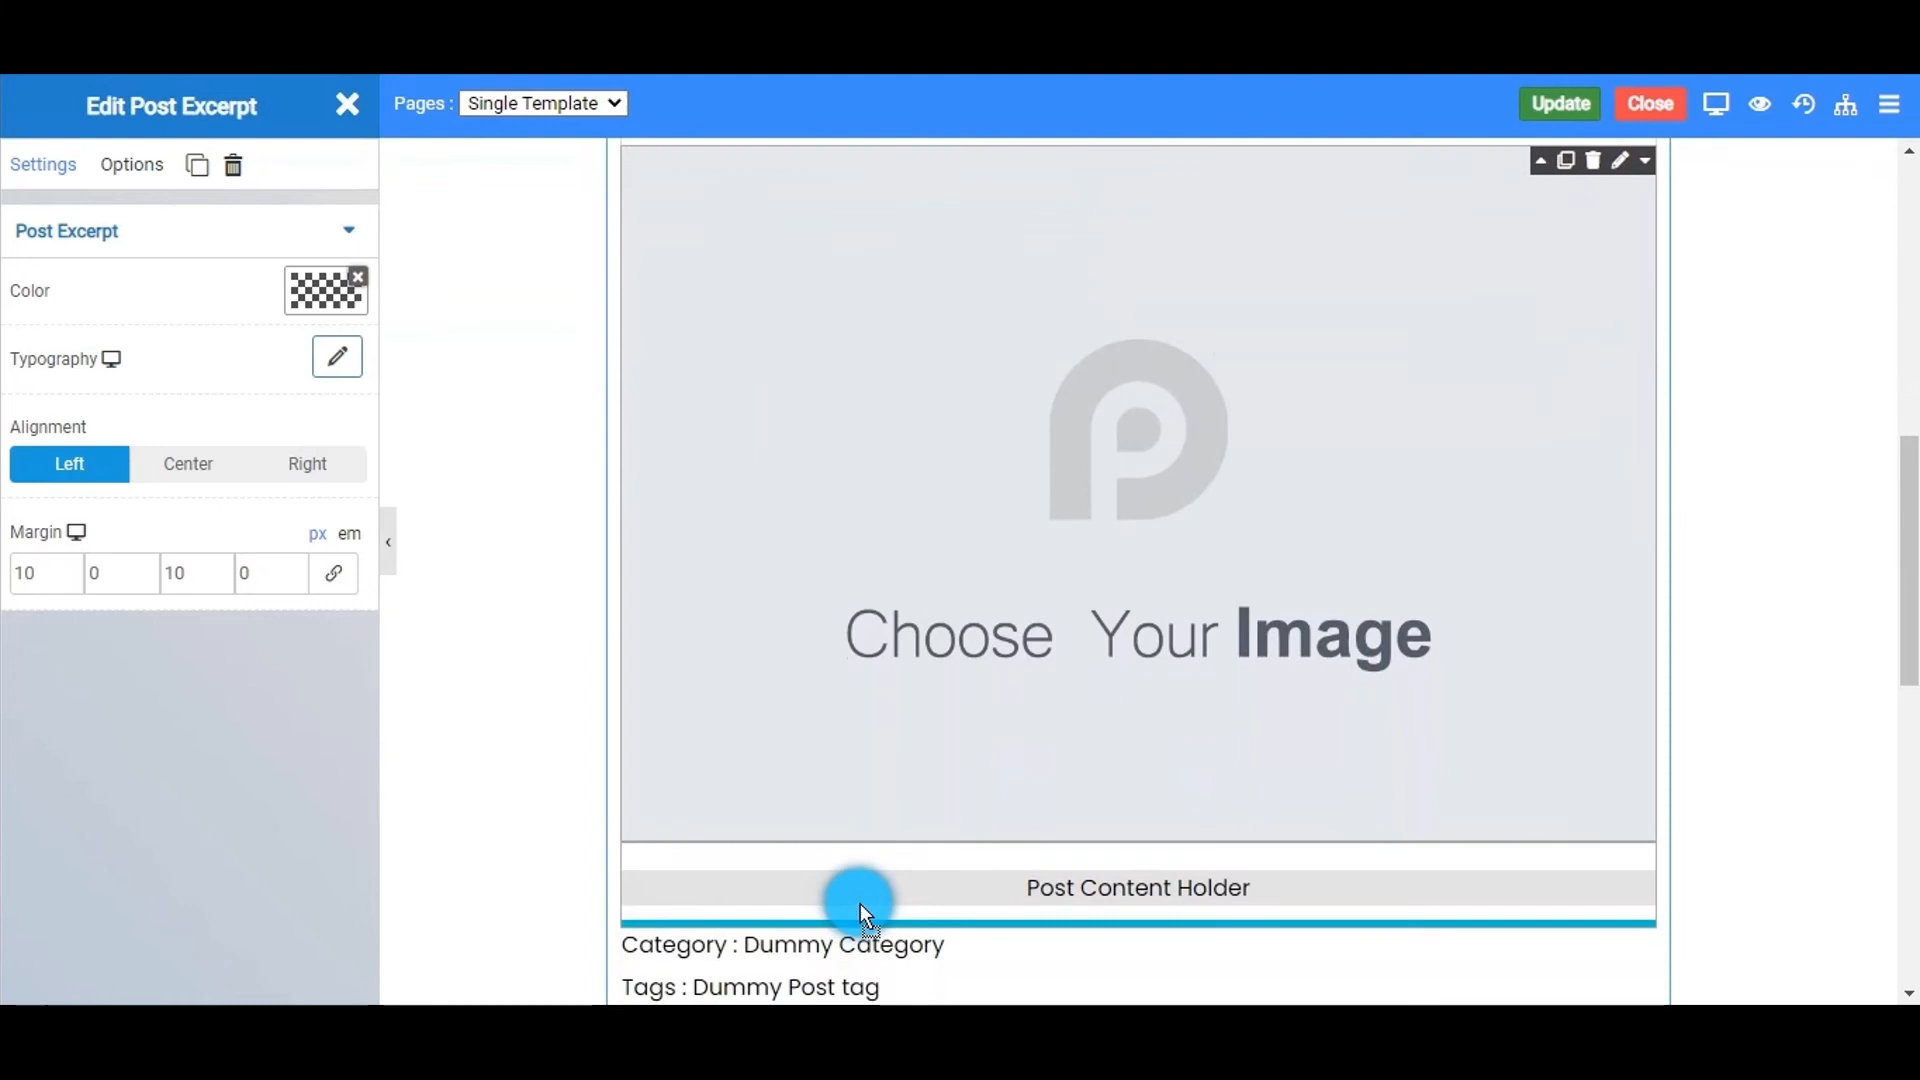 Edit Post Excerpt
Pages : Single Template
Update
Close
Settings
Options
Post Excerpt
Color
Typography
Alignment
Left
Center
Right
Margin
px
em
10
0
10
0
Choose Your Image
Post Content Holder
Category : Dummy Category
Tags : Dummy Post tag